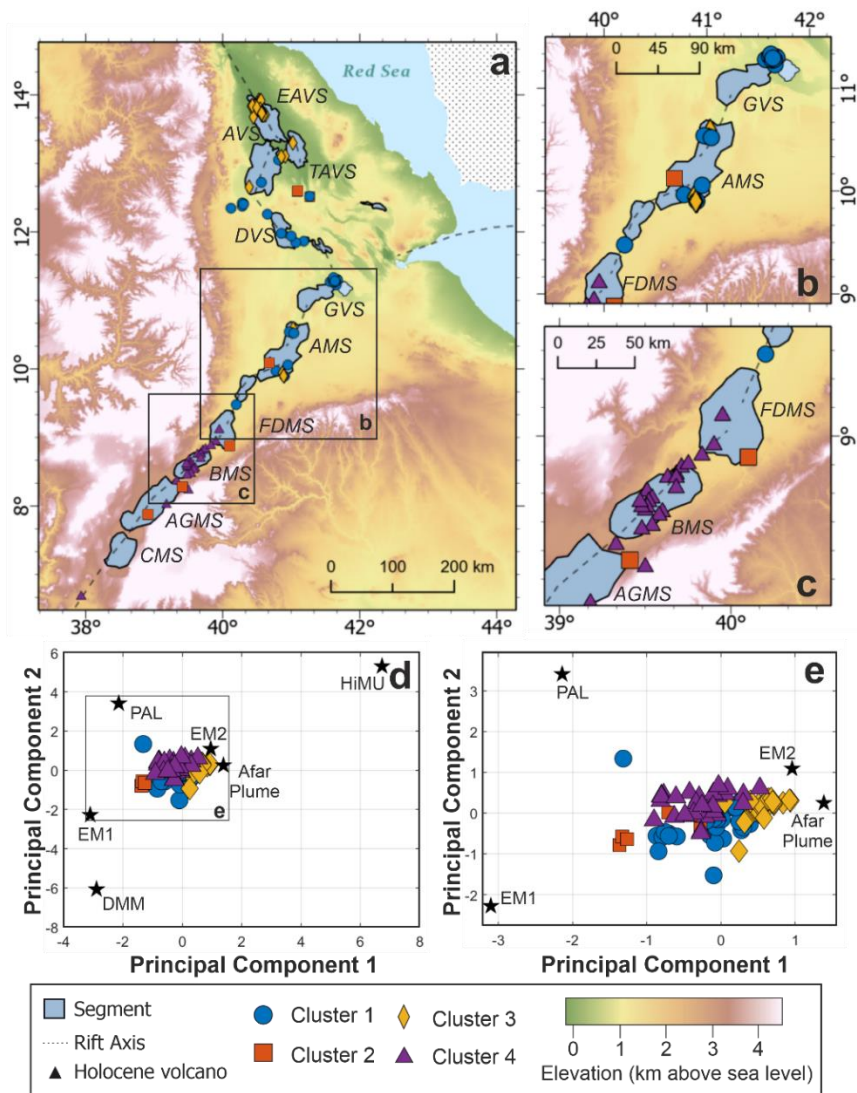 a
Red Sea
14°
12°
10°
8°
EAVS
AVS
TAVS
DVS
GVS
AMS
FDMS
b
BMS
c
AGMS
CMS
0 100 200 km
38° 40° 42° 44°
40° 41° 42°
0 45 90 km
11°
10°
9°
GVS
AMS
FDMS
b
0 25 50 km
9°
FDMS
BMS
AGMS
c
39° 40°
Principal Component 2
6
4
2
0
-2
-4
-6
-8
d
HiMU
PAL
EM2
Afar
Plume
EM1
e
DMM
-4 -2 0 2 4 6 8
Principal Component 1
Principal Component 2
3
2
1
0
-1
-2
e
PAL
EM2
Afar
Plume
EM1
-3 -2 -1 0 1
Principal Component 1
Segment
Rift Axis
Holocene volcano
Cluster 1
Cluster 2
Cluster 3
Cluster 4
0 1 2 3 4
Elevation (km above sea level)